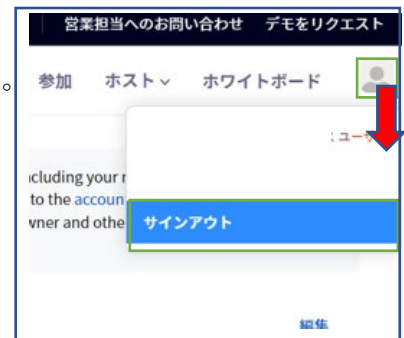 営業担当へのお問い合わせ デモをリクエスト
。
参加 ホスト ホワイトボード
ユーザ
cluding your r
to the accoun
wner and othe
サインアウト
編集